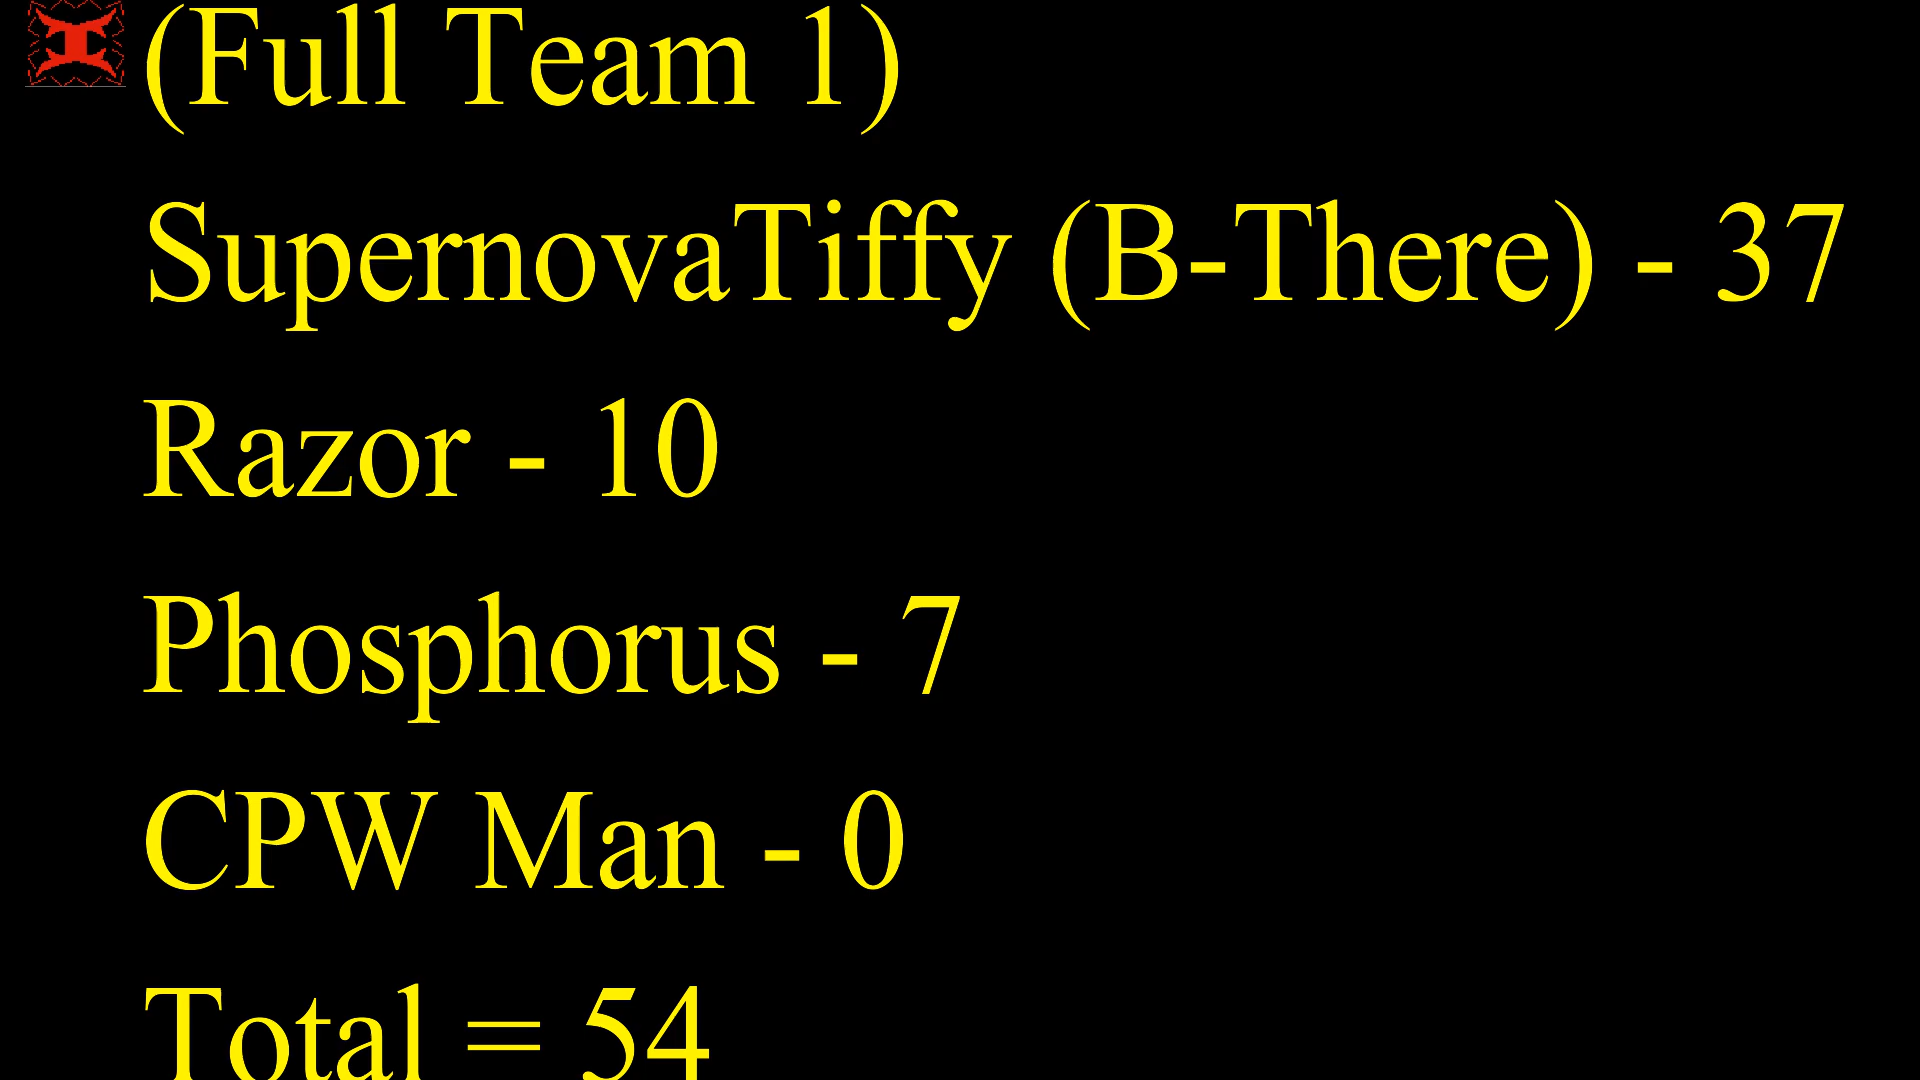 (Full Team 1)
SupernovaTiffy (B-There) - 37
Razor - 10
Phosphorus - 7
CPW Man - 0
Total = 54